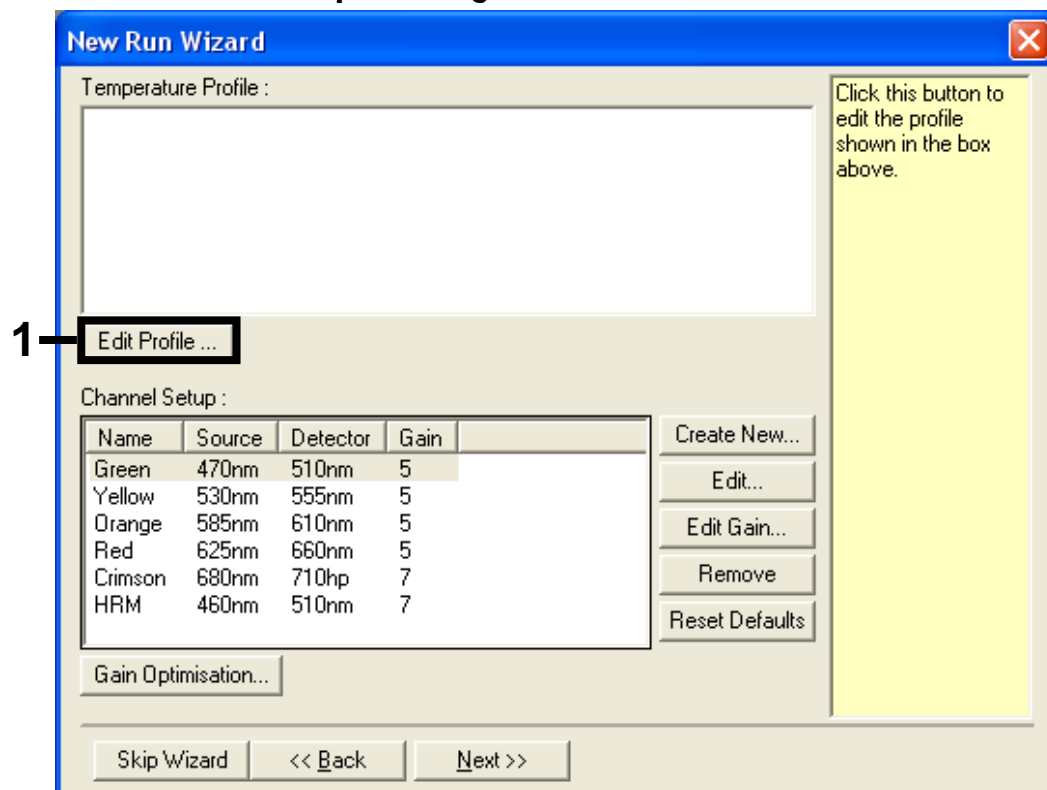 New Run Wizard
Temperature Profile :
Click this button to
edit the profile
shown in the box
above.
1
Edit Profile ...
Channel Setup :
Name Source Detector Gain
Green 470nm 510nm 5
Yellow 530nm 555nm 5
Orange 585nm 610nm 5
Red 625nm 660nm 5
Crimson 680nm 710hp 7
HRM 460nm 510nm 7
Create New...
Edit...
Edit Gain...
Remove
Reset Defaults
Gain Optimisation...
Skip Wizard
<< Back
Next >>